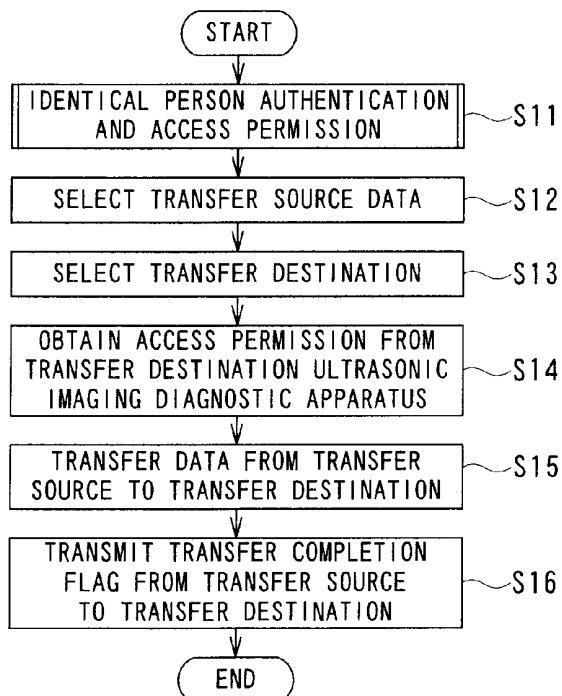 START
IDENTICAL PERSON AUTHENTICATION
AND ACCESS PERMISSION
S11
SELECT TRANSFER SOURCE DATA
S12
SELECT TRANSFER DESTINATION
S13
OBTAIN ACCESS PERMISSION FROM
TRANSFER DESTINATION ULTRASONIC
IMAGING DIAGNOSTIC APPARATUS
S14
TRANSFER DATA FROM TRANSFER
SOURCE TO TRANSFER DESTINATION
S15
TRANSMIT TRANSFER COMPLETION
FLAG FROM TRANSFER SOURCE
TO TRANSFER DESTINATION
S16
END